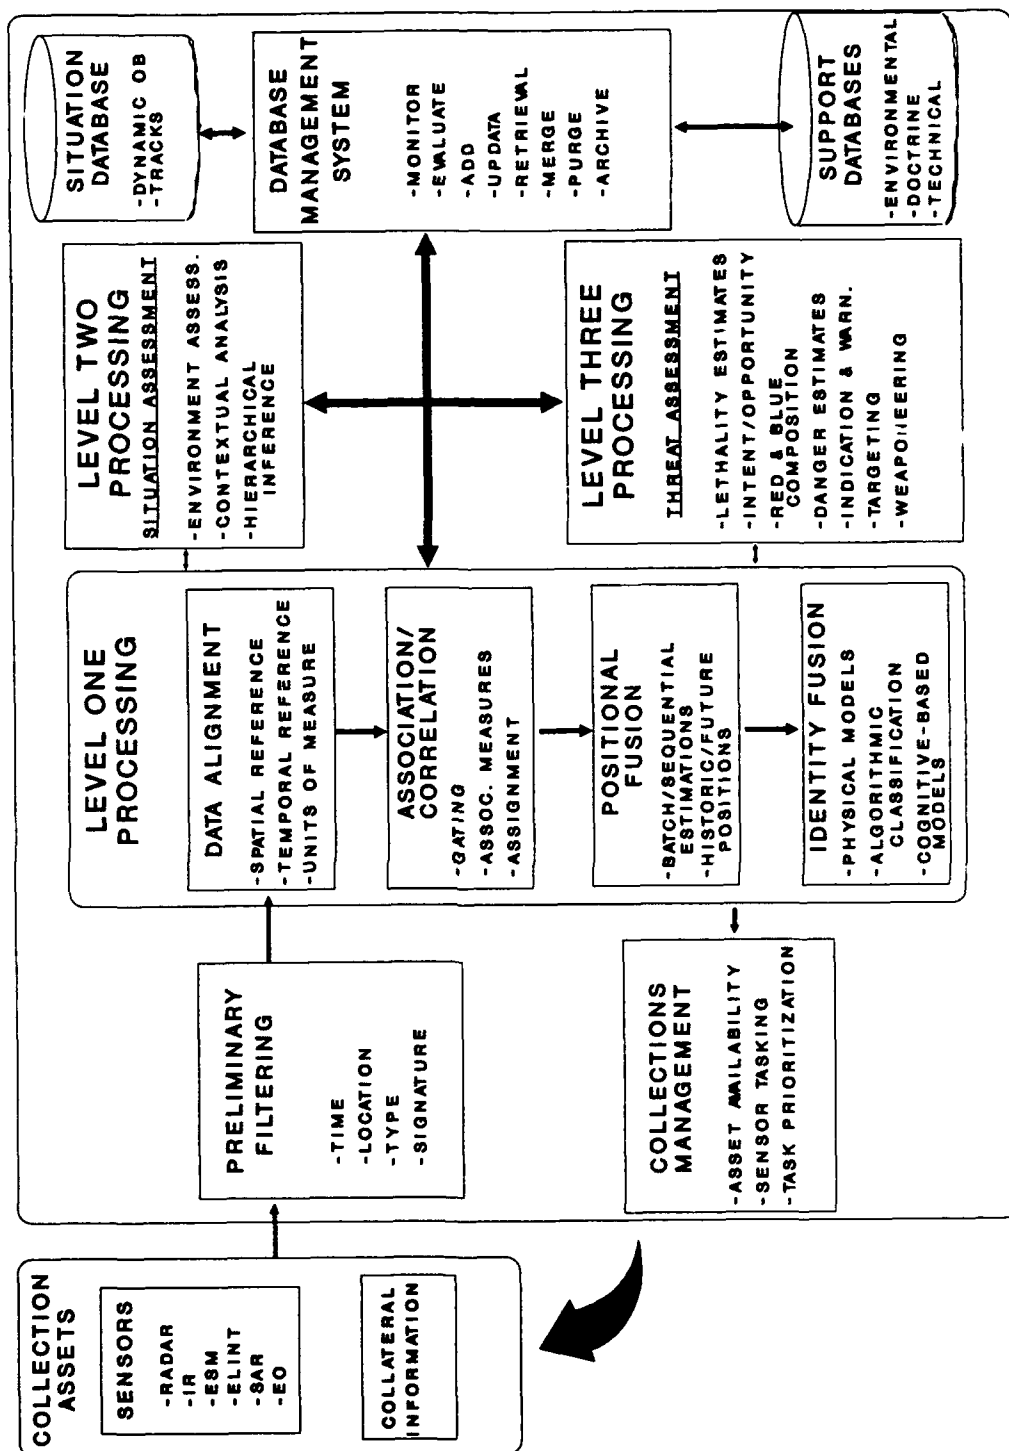 COLLECTION
ASSETS
SENSORS
-RADAR
-IR
-ESM
-ELINT
-SAR
-EO
COLLATERAL
INFORMATION
PRELIMINARY
FILTERING
-TIME
-LOCATION
-TYPE
-SIGNATURE
COLLECTIONS
MANAGEMENT
-ASSET AVAILABILITY
-SENSOR TASKING
-TASK PRIORITIZATION
LEVEL ONE
PROCESSING
DATA ALIGNMENT
-SPATIAL REFERENCE
-TEMPORAL REFERENCE
-UNITS OF MEASURE
ASSOCIATION/
CORRELATION
-GATING
-ASSOC. MEASURES
-ASSIGNMENT
POSITIONAL
FUSION
-BATCH/SEQUENTIAL
ESTIMATIONS
-HISTORIC/FUTURE
POSITIONS
IDENTITY FUSION
-PHYSICAL MODELS
-ALGORITHMIC
CLASSIFICATION
-COGNITIVE-BASED
MODELS
LEVEL TWO
PROCESSING
SITUATION ASSESSMENT
-ENVIRONMENT ASSESS.
-CONTEXTUAL ANALYSIS
-HIERARCHICAL
INFERENCE
LEVEL THREE
PROCESSING
THREAT ASSESSMENT
-LETHALITY ESTIMATES
-INTENT/OPPORTUNITY
-RED & BLUE
COMPOSITION
-DANGER ESTIMATES
-INDICATION & WARN.
-TARGETING
-WEAPONEERING
SITUATION
DATABASE
-DYNAMIC OB
-TRACKS
DATABASE
MANAGEMENT
SYSTEM
-MONITOR
-EVALUATE
-ADD
-UPDATA
-RETRIEVAL
-MERGE
-PURGE
-ARCHIVE
SUPPORT
DATABASES
-ENVIRONMENTAL
-DOCTRINE
-TECHNICAL